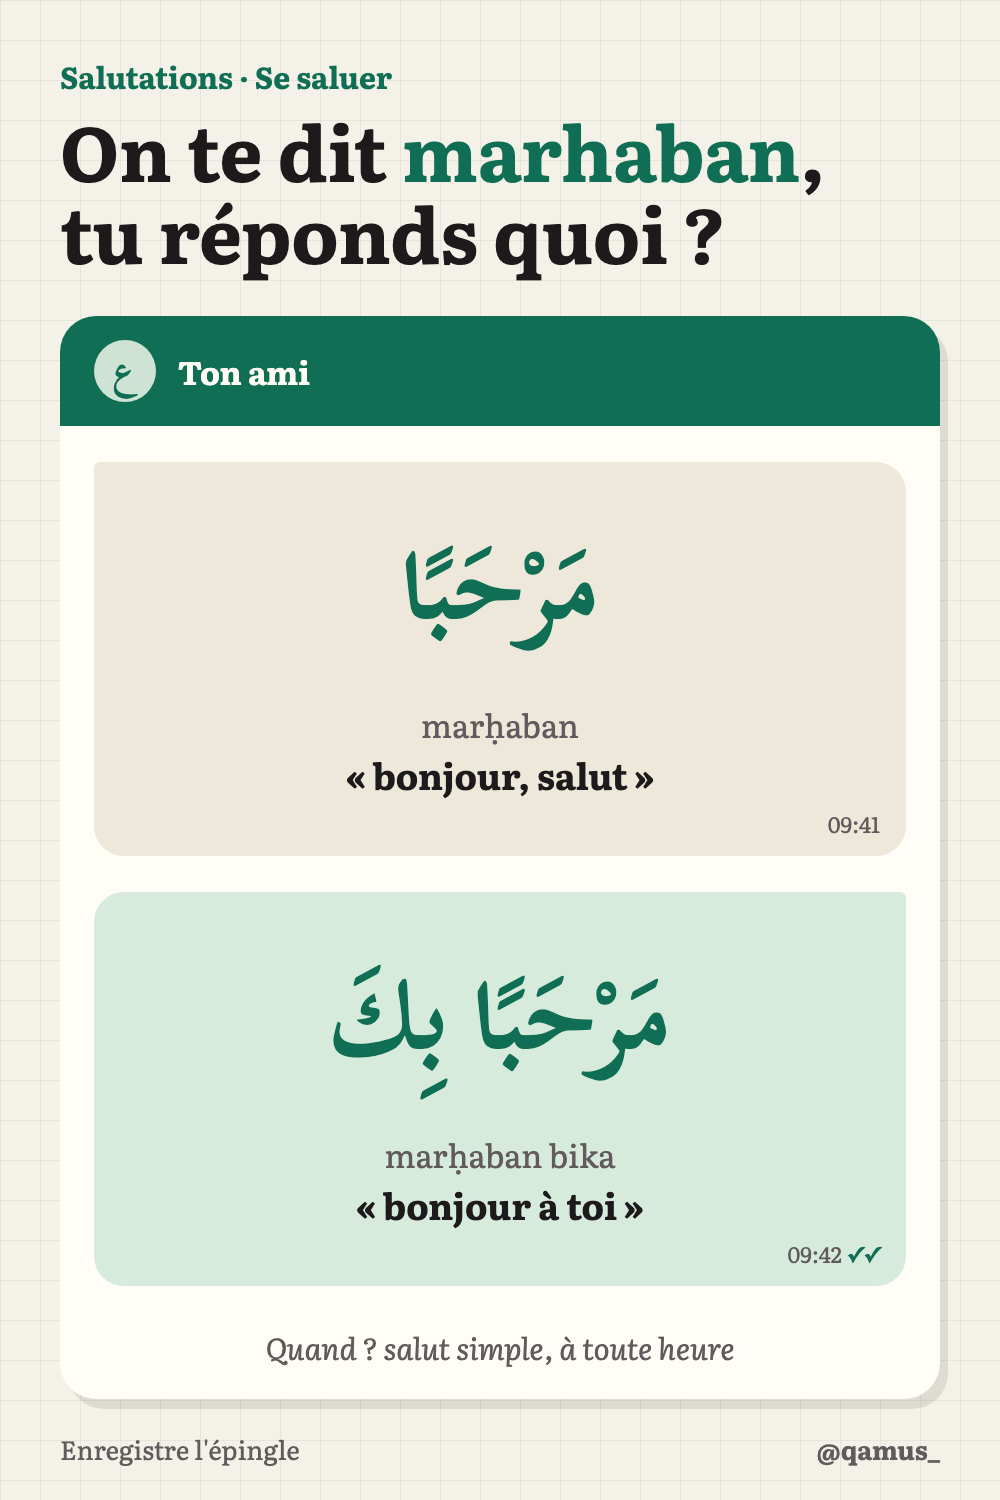 Salutations · Se saluer
On te dit marhaban,
tu réponds quoi ?
ع
Ton ami
مَرْحَبًا
marḥaban
« bonjour, salut »
09:41
مَرْحَبًا بِكَ
marḥaban bika
« bonjour à toi »
09:42 ✓✓
Quand ? salut simple, à toute heure
Enregistre l'épingle
@qamus_